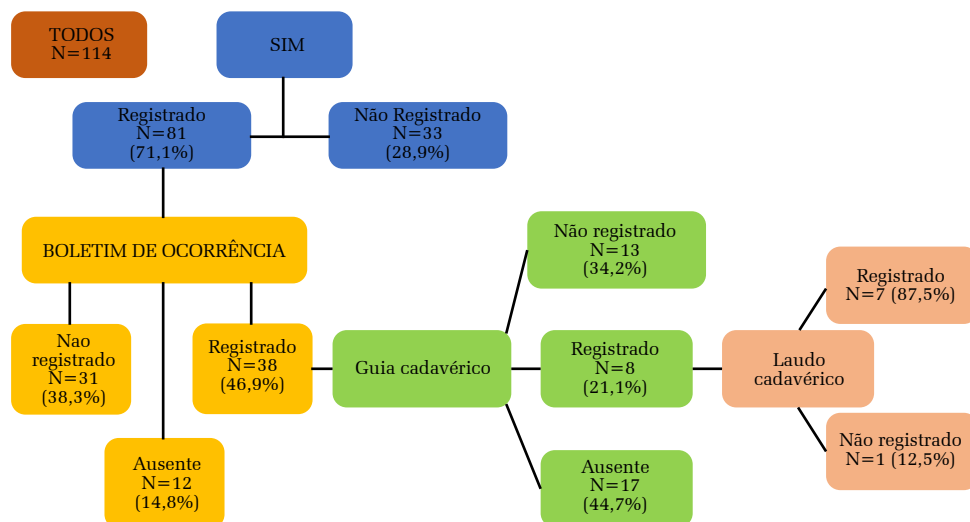 TODOS
N=114
SIM
Registrado
N=81
(71,1%)
Não Registrado
N=33
(28,9%)
BOLETIM DE OCORRÊNCIA
Nao
registrado
N=31
(38,3%)
Ausente
N=12
(14,8%)
Registrado
N=38
(46,9%)
Guia cadavérico
Não registrado
N=13
(34,2%)
Registrado
N=8
(21,1%)
Ausente
N=17
(44,7%)
Laudo
cadavérico
Registrado
N=7 (87,5%)
Não registrado
N=1 (12,5%)